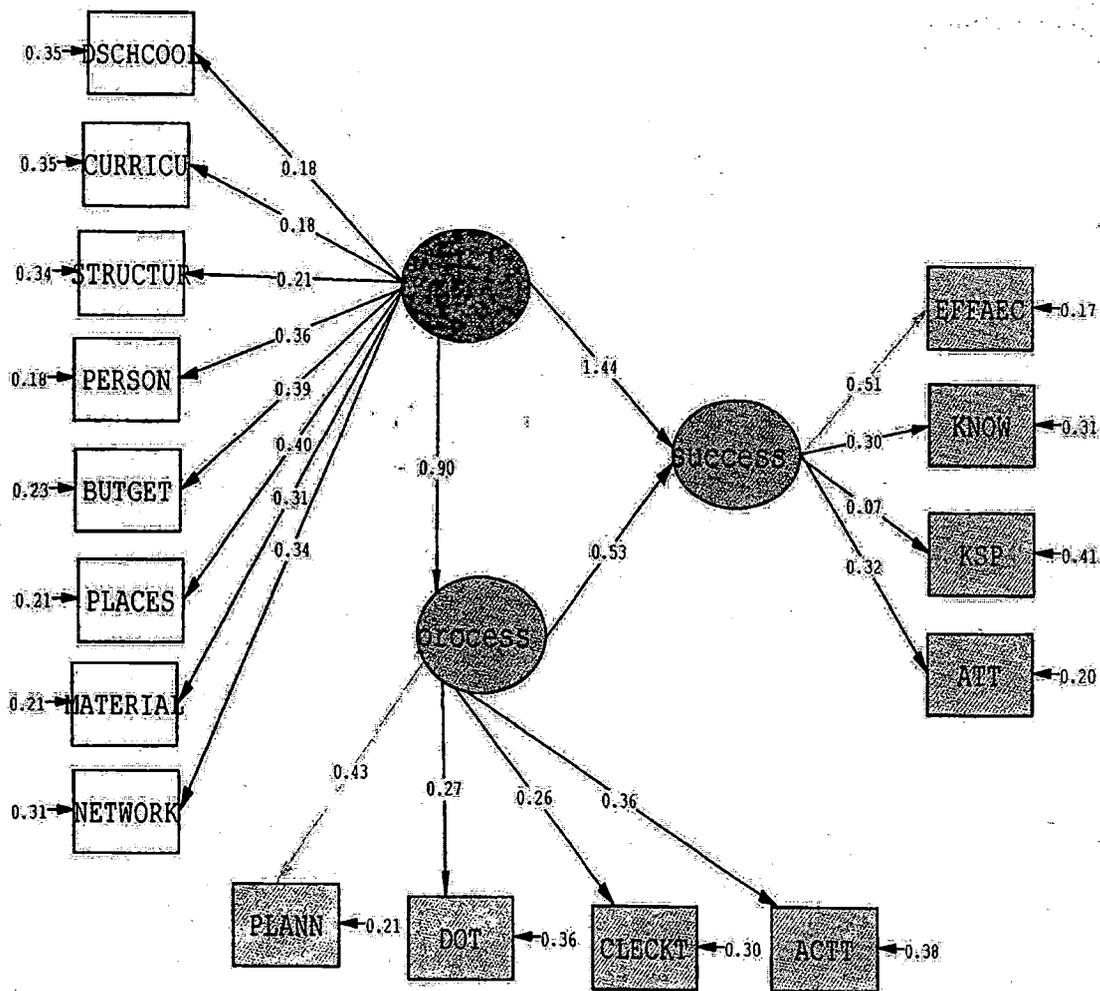 0.35
DSCHCOOL
0.18
0.35
CURRICU
0.18
0.34
STRUCTUR
0.21
EFFAEC
0.17
0.18
PERSON
0.36
1.44
0.51
0.39
KNOW
0.31
0.30
0.40
success
0.90
0.23
BUTGET
0.31
0.07
0.34
0.53
KSP
0.41
0.32
0.21
PLACES
process
ATT
0.20
0.21
MATERIAL
0.43
0.27
0.26
0.36
0.31
NETWORK
PLANN
0.21
DOT
0.36
CLECKT
0.30
ACTT
0.38